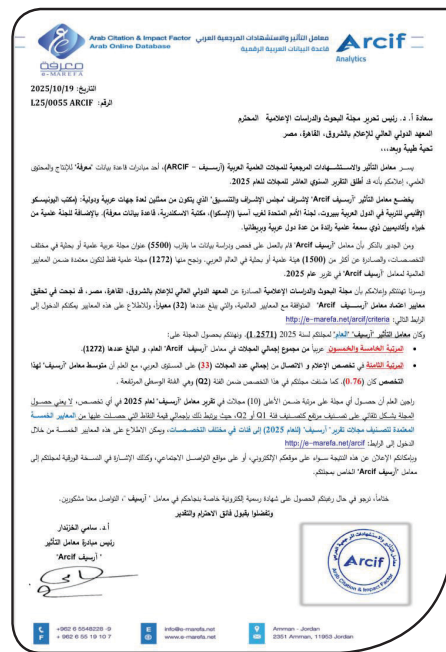 Arab Citation & Impact Factor
Arab Online Database
معامل التأثير والاستشهادات المرجعية العربي
قاعدة البيانات العربية الرقمية
Arcif
Analytics
معرفة
e-MAREFA
التاريخ: 2025/10/19
الرقم: L25/0055 ARCIF
سعادة أ. د. رئيس تحرير مجلة البحوث والدراسات الإعلامية المحترم
المعهد الدولي العالي للإعلام بالشروق، القاهرة، مصر
تحية طيبة وبعد،،،
يســر معامل التأثير والاستشهادات المرجعية للمجلات العلمية العربية (أرسيف - ARCIF)، أحد مبادرات قاعدة بيانات "معرفة" للإنتاج والمحتوى
العلمي، إعلامكم بأنه قد أطلق التقرير السنوي العاشر للمجلات للعام 2025.
يخضع معامل التأثير "أرسيف Arcif" لإشراف "مجلس الإشراف والتنسيق" الذي يتكون من ممثلين لعدة جهات عربية ودولية: (مكتب اليونيسكو
الإقليمي للتربية في الدول العربية ببيروت، لجنة الأمم المتحدة لغرب آسيا (الإسكوا)، مكتبة الاسكندرية، قاعدة بيانات معرفة). بالإضافة للجنة علمية من
خبراء وأكاديميين ذوي سمعة علمية رائدة من عدة دول عربية وبريطانيا.
ومن الجدير بالذكر بأن معامل "أرسيف Arcif" قام بالعمل على فحص ودراسة بيانات ما يقارب (5500) عنوان مجلة عربية علمية أو بحثية في مختلف
التخصصات، والصادرة عن أكثر من (1500) هيئة علمية أو بحثية في العالم العربي. ونجح منها (1272) مجلة علمية فقط لتكون معتمدة ضمن المعايير
العالمية لمعامل "أرسيف Arcif" في تقرير عام 2025.
ويسرنا تهنئتكم وإعلامكم بأن مجلة البحوث والدراسات الإعلامية الصادرة عن المعهد الدولي العالي للإعلام بالشروق، القاهرة، مصر، قد نجحت في تحقيق
معايير اعتماد معامل "أرسيف Arcif" المتوافقة مع المعايير العالمية، والتي يبلغ عددها (32) معياراً، وللاطلاع على هذه المعايير يمكنكم الدخول إلى
الرابط التالي: http://e-marefa.net/arcif/criteria
وكان معامل التأثير "أرسيف" "العام" لمجلتكم لسنة 2025 (1.2571). ونهنئكم بحصول المجلة على:
• المرتبة الخامسة والخمسون عربياً من مجموع إجمالي المجلات في معامل "أرسيف Arcif" العام، و البالغ عددها (1272).
• المرتبة الثامنة في تخصص الإعلام و الاتصال من إجمالي عدد المجلات (33) على المستوى العربي، مع العلم أن متوسط معامل "أرسيف" لهذا
التخصص كان (0.76). كما صنفت مجلتكم في هذا التخصص ضمن الفئة (Q2) وهي الفئة الوسطى المرتفعة .
راجين العلم أن حصول أي مجلة على مرتبة ضمن الأعلى (10) مجلات في تقرير معامل "أرسيف" لعام 2025 في أي تخصص، لا يعني حصول
المجلة بشكل تلقائي على تصنيف مرتفع كتصنيف فئة Q1 أو Q2، حيث يرتبط ذلك بإجمالي قيمة النقاط التي حصلت عليها من المعايير الخمسة
المعتمدة لتصنيف مجلات تقرير "أرسيف" (للعام 2025) إلى فئات في مختلف التخصصات، ويمكن الاطلاع على هذه المعايير الخمسة من خلال
الدخول إلى الرابط: http://e-marefa.net/arcif
وبإمكانكم الإعلان عن هذه النتيجة سواء على موقعكم الإلكتروني، أو على مواقع التواصل الاجتماعي، وكذلك الإشارة في النسخة الورقية لمجلتكم إلى
معامل "أرسيف Arcif" الخاص بمجلتكم.
ختاماً، نرجو في حال رغبتكم الحصول على شهادة رسمية إلكترونية خاصة بنجاحكم في معامل " أرسيف "، التواصل معنا مشكورين.
وتفضلوا بقبول فائق الاحترام والتقدير
أ.د. سامي الخزندار
رئيس مبادرة معامل التأثير
" أرسيف Arcif"
Arcif
Arab Citation & Impact Factor
+962 6 5548228 -9
+ 962 6 55 19 10 7
info@e-marefa.net
www.e-marefa.net
Amman - Jordan
2351 Amman, 11953 Jordan